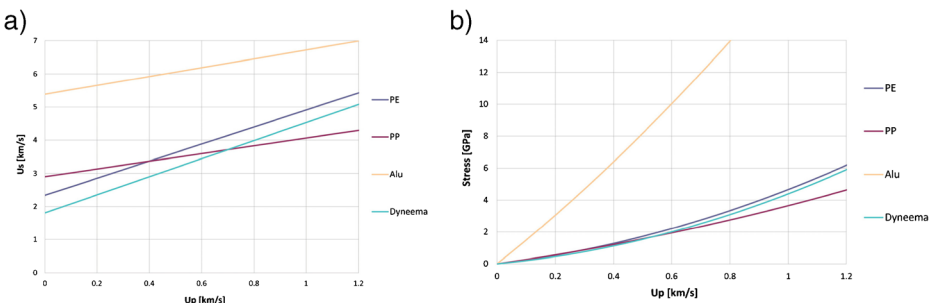 a)
7
6
5
4
3
2
1
0
Us [km/s]
0 0.2 0.4 0.6 0.8 1 1.2
Up [km/s]
PE
PP
Alu
Dyneema
b)
14
12
10
8
6
4
2
0
Stress [GPa]
0 0.2 0.4 0.6 0.8 1 1.2
Up [km/s]
PE
PP
Alu
Dyneema